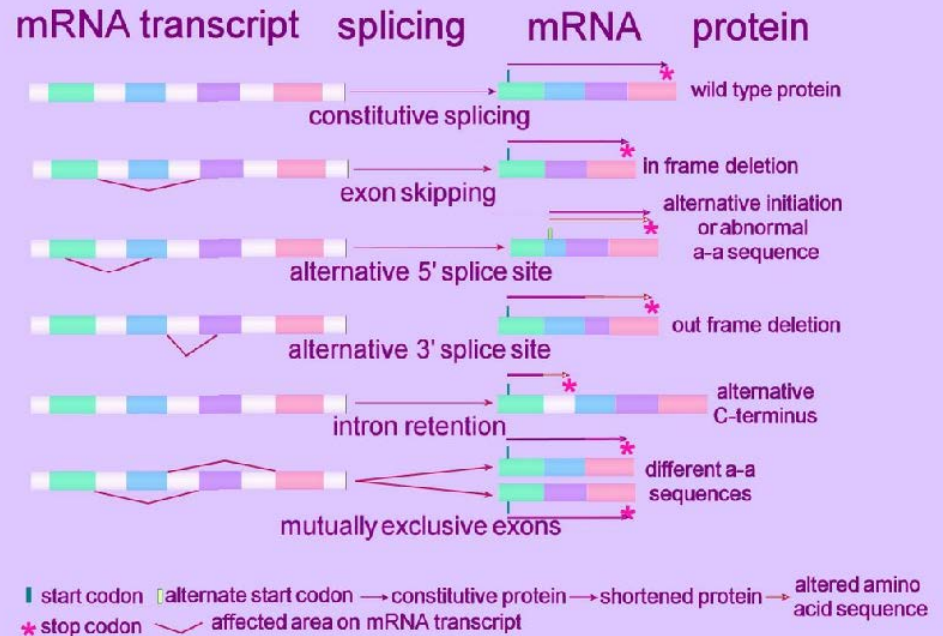 mRNA transcript splicing mRNA protein
constitutive splicing
wild type protein
exon skipping
in frame deletion
alternative 5' splice site
alternative initiation
or abnormal
a-a sequence
alternative 3' splice site
out frame deletion
intron retention
alternative
C-terminus
mutually exclusive exons
different a-a
sequences
start codon alternate start codon constitutive protein shortened protein altered amino
acid sequence
stop codon affected area on mRNA transcript